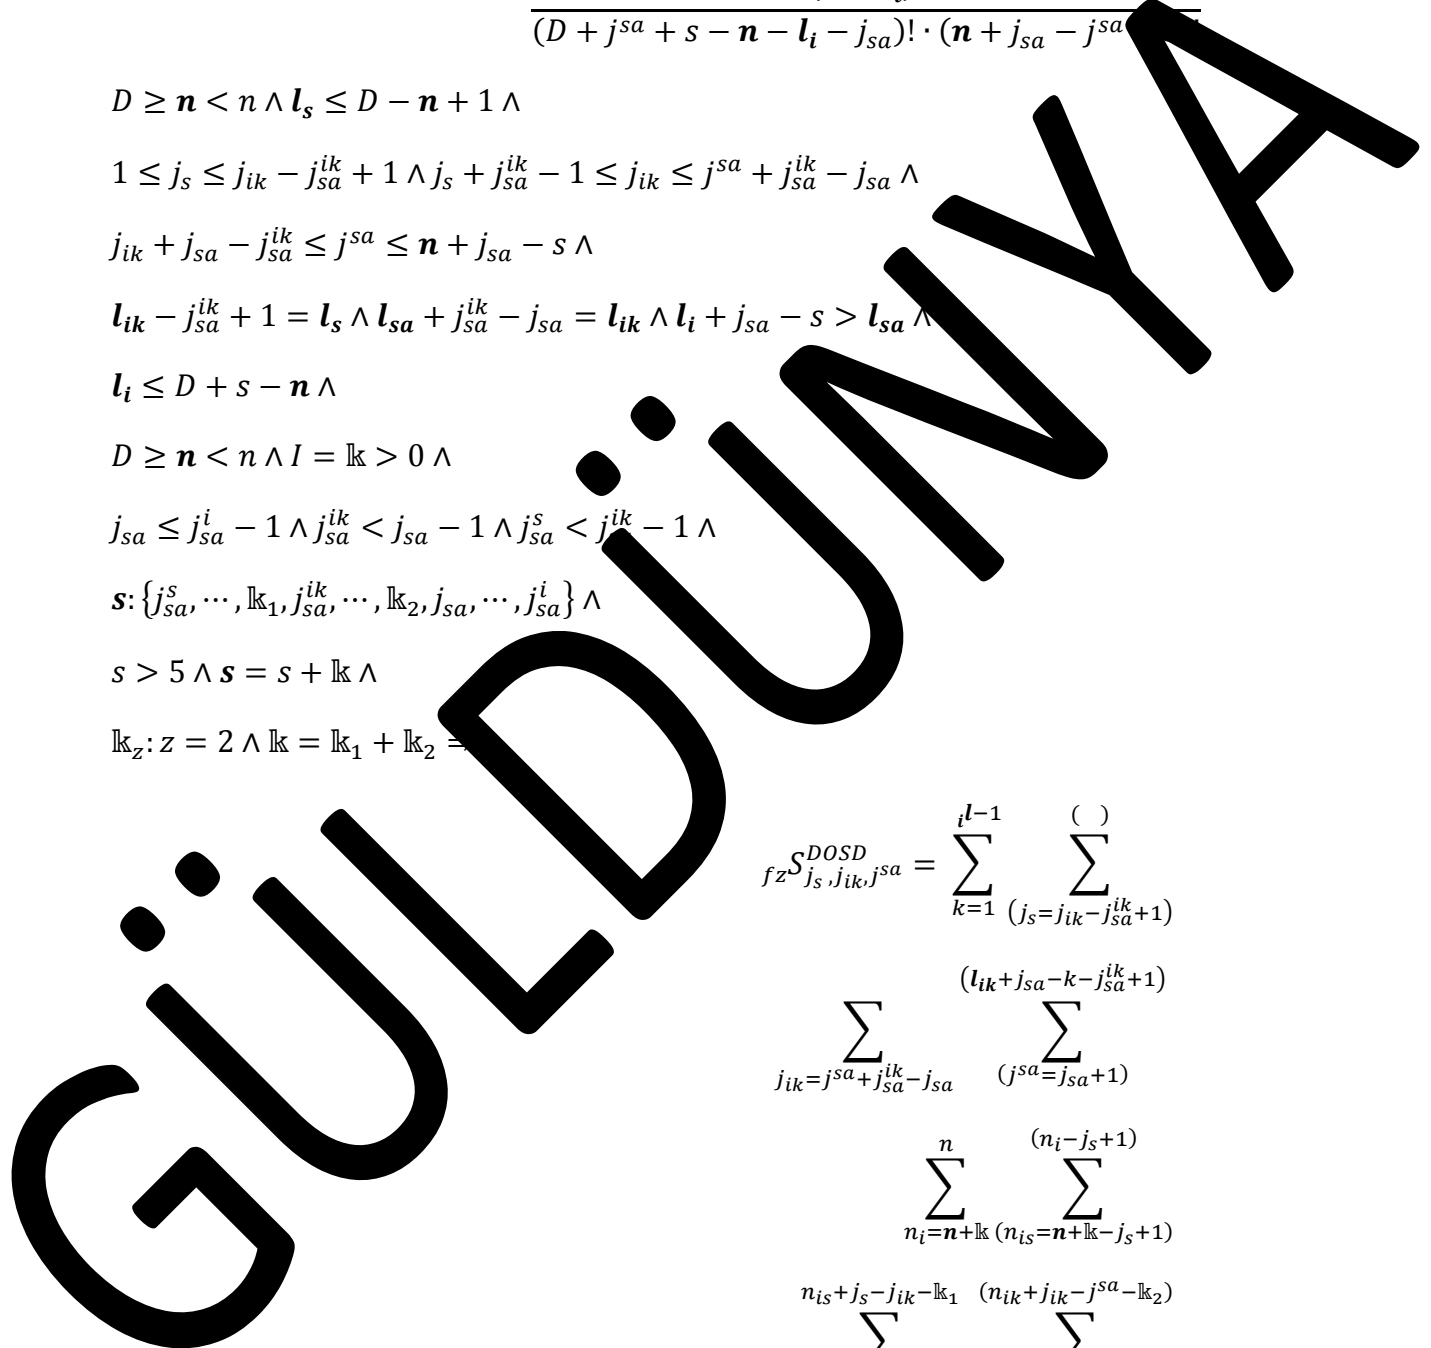 (D + j^{sa} + s − n − l_i − j_{sa})! · (n + j_{sa} − j^{sa}
D ≥ n < n ∧ l_s ≤ D − n + 1 ∧
1 ≤ j_s ≤ j_{ik} − j_{sa}^{ik} + 1 ∧ j_s + j_{sa}^{ik} − 1 ≤ j_{ik} ≤ j^{sa} + j_{sa}^{ik} − j_{sa} ∧
j_{ik} + j_{sa} − j_{sa}^{ik} ≤ j^{sa} ≤ n + j_{sa} − s ∧
l_{ik} − j_{sa}^{ik} + 1 = l_s ∧ l_{sa} + j_{sa}^{ik} − j_{sa} = l_{ik} ∧ l_i + j_{sa} − s > l_{sa} ∧
l_i ≤ D + s − n ∧
D ≥ n < n ∧ I = 𝕜 > 0 ∧
j_{sa} ≤ j_{sa}^i − 1 ∧ j_{sa}^{ik} < j_{sa} − 1 ∧ j_{sa}^s < j_{sa}^{ik} − 1 ∧
s: {j_{sa}^s, ⋯ , 𝕜_1, j_{sa}^{ik}, ⋯ , 𝕜_2, j_{sa}, ⋯ , j_{sa}^i} ∧
s > 5 ∧ s = s + 𝕜 ∧
𝕜_z: z = 2 ∧ 𝕜 = 𝕜_1 + 𝕜_2 ⇒
_{fz}S_{j_s, j_{ik}, j^{sa}}^{DOSD} = ∑_{k=1}^{_il−1} ∑_{(j_s=j_{ik}−j_{sa}^{ik}+1)}^{( )}
∑_{j_{ik}=j^{sa}+j_{sa}^{ik}−j_{sa}} ∑_{(j^{sa}=j_{sa}+1)}^{(l_{ik}+j_{sa}−k−j_{sa}^{ik}+1)}
∑_{n_i=n+𝕜}^{n} ∑_{(n_{is}=n+𝕜−j_s+1)}^{(n_i−j_s+1)}
∑^{n_{is}+j_s−j_{ik}−𝕜_1} ∑^{(n_{ik}+j_{ik}−j^{sa}−𝕜_2)}
GÜLDÜNYA